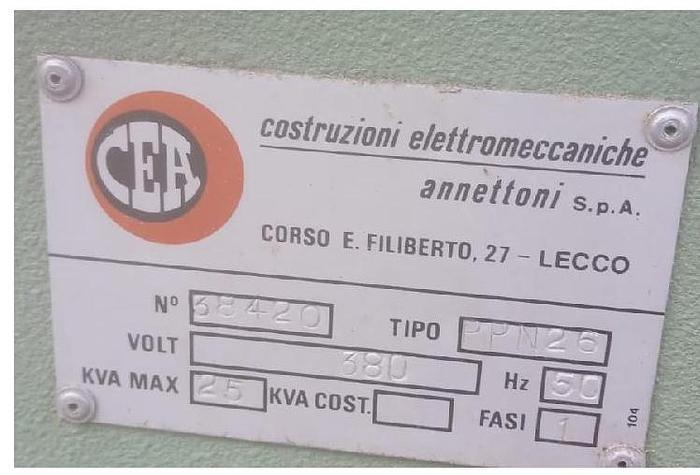 CEA
costruzioni elettromeccaniche
annettoni S.p.A.
CORSO E. FILIBERTO, 27 - LECCO
N° 38420 TIPO PPN26
VOLT 380
Hz 50
KVA MAX 25 KVA COST.
FASI 1
104